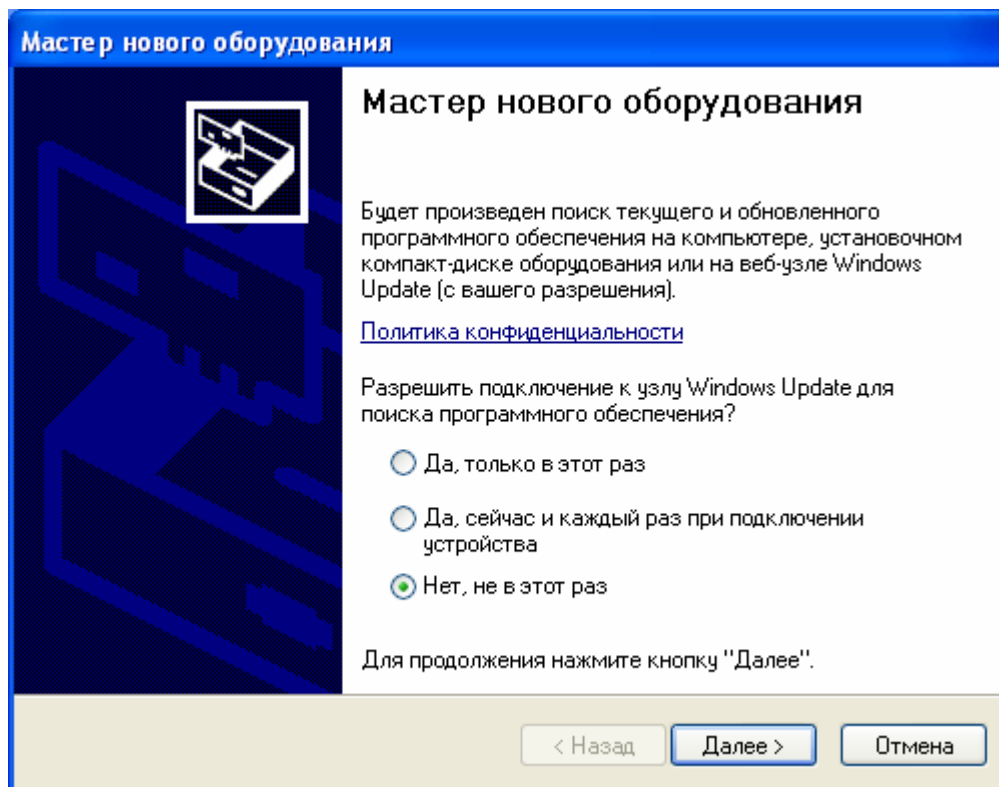 Мастер нового оборудования
Мастер нового оборудования
Будет произведен поиск текущего и обновленного
программного обеспечения на компьютере, установочном
компакт-диске оборудования или на веб-узле Windows
Update (с вашего разрешения).
Политика конфиденциальности
Разрешить подключение к узлу Windows Update для
поиска программного обеспечения?
Да, только в этот раз
Да, сейчас и каждый раз при подключении
устройства
Нет, не в этот раз
Для продолжения нажмите кнопку "Далее".
< Назад Далее > Отмена